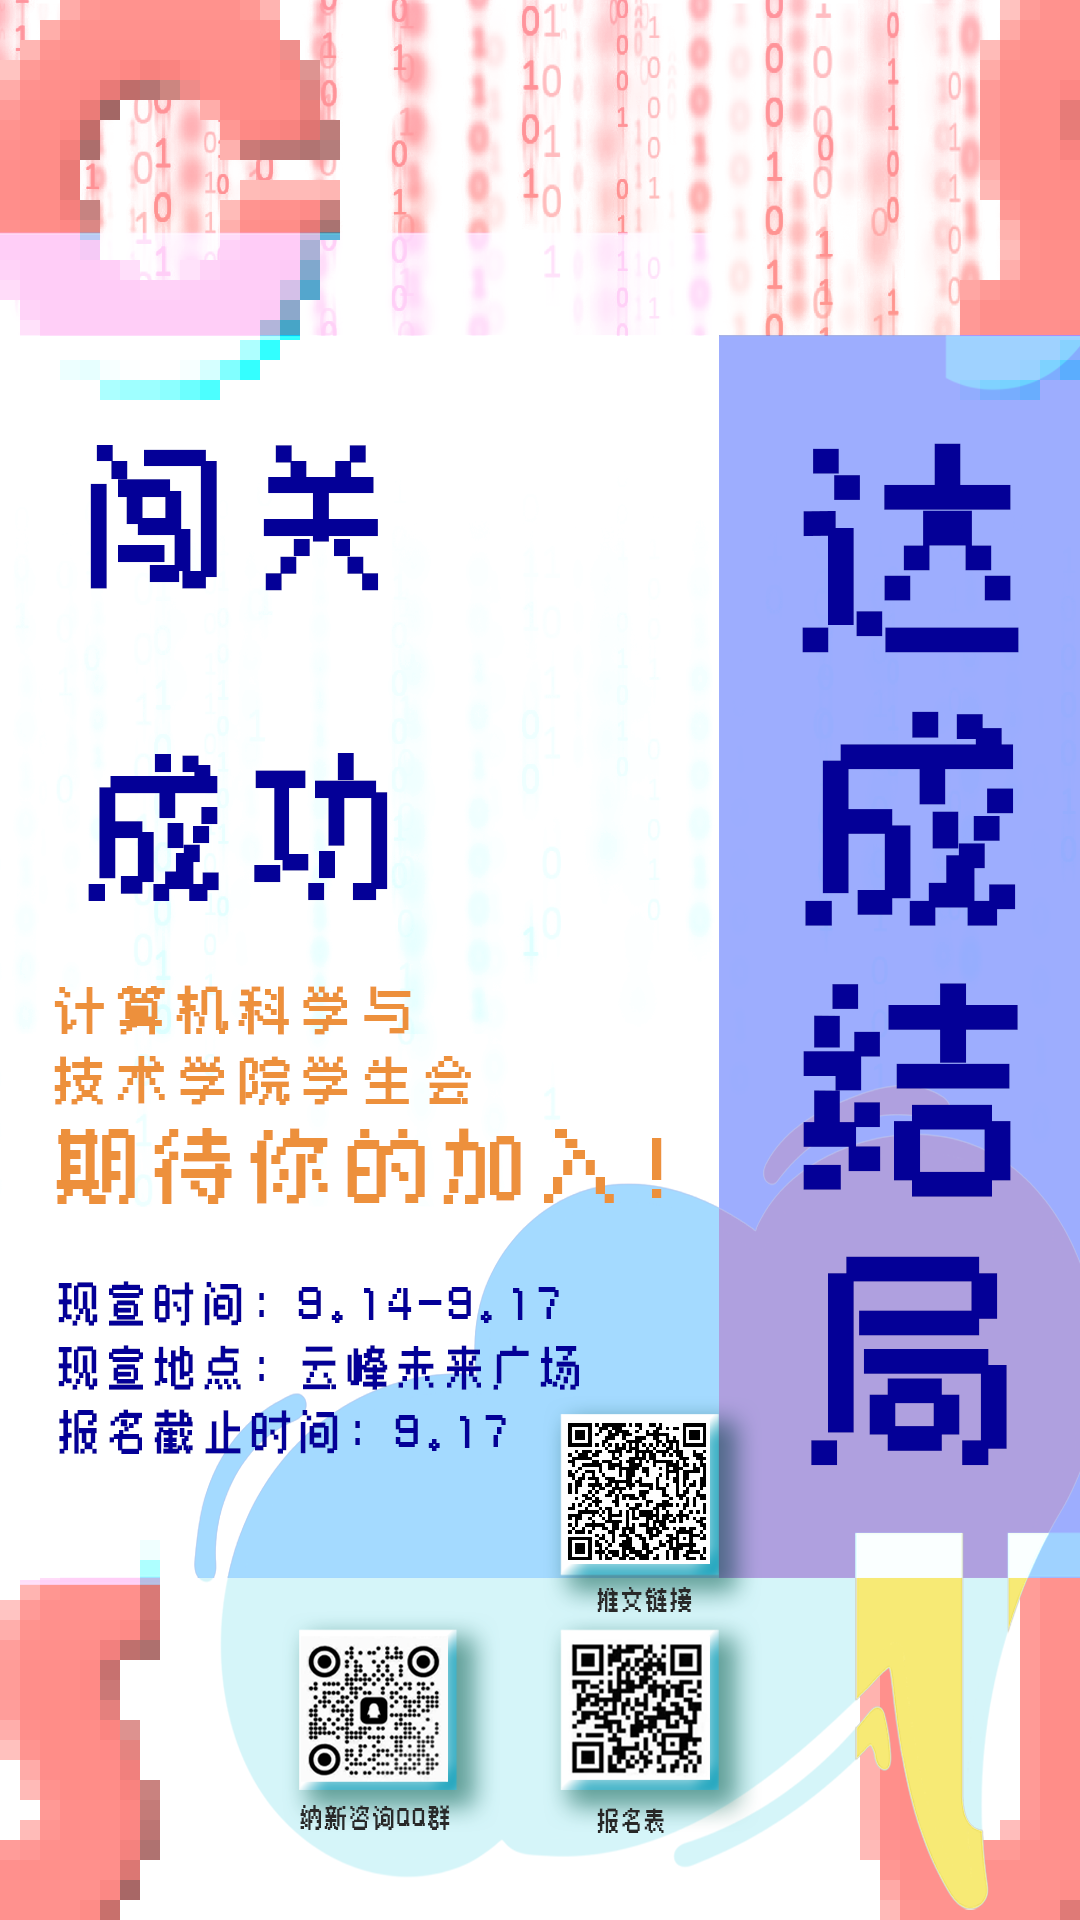 闯关
成功
达成结局
计算机科学与
技术学院学生会
期待你的加入!
现宣时间：9.14-9.17
现宣地点：云峰未来广场
报名截止时间：9.17
推文链接
纳新咨询QQ群
报名表